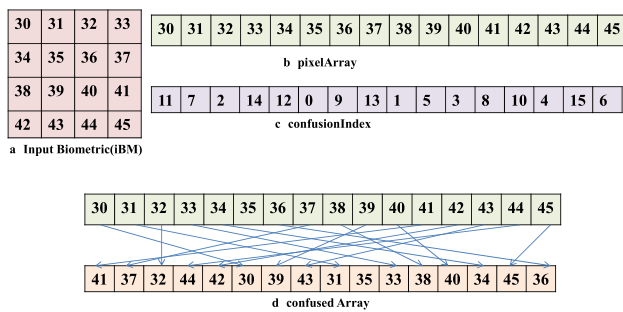 30 31 32 33
34 35 36 37
38 39 40 41
42 43 44 45
a Input Biometric(iBM)
30 31 32 33 34 35 36 37 38 39 40 41 42 43 44 45
b pixelArray
11 7 2 14 12 0 9 13 1 5 3 8 10 4 15 6
c confusionIndex
30 31 32 33 34 35 36 37 38 39 40 41 42 43 44 45
41 37 32 44 42 30 39 43 31 35 33 38 40 34 45 36
d confused Array